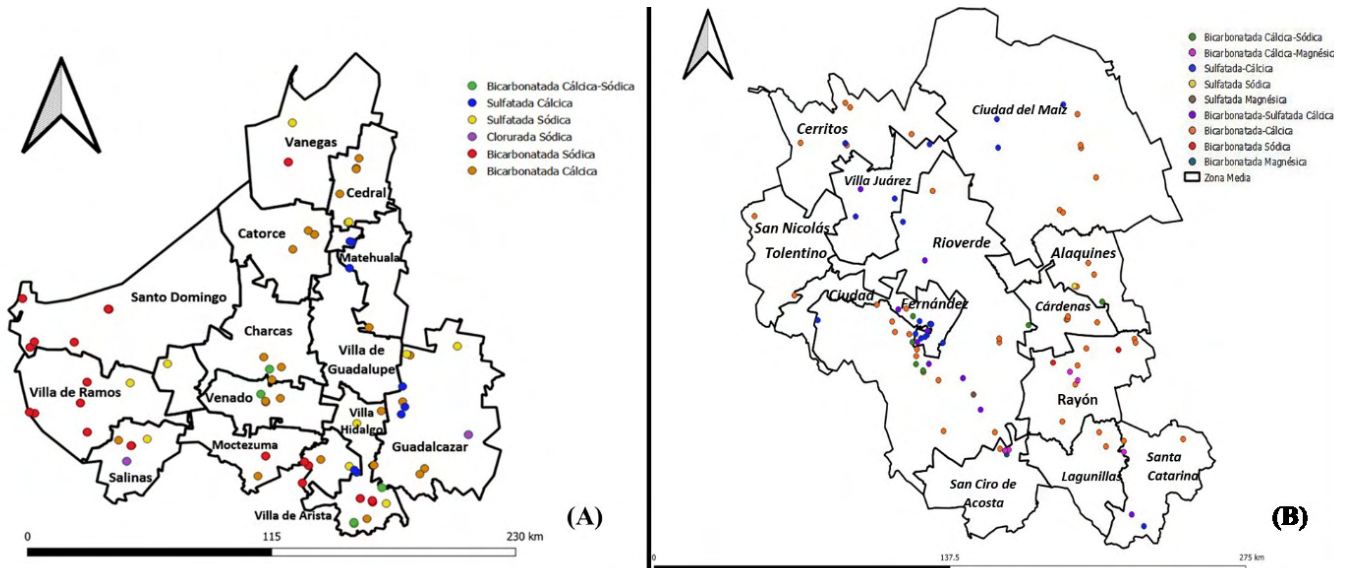 Bicarbonatada Cálcica-Sódica
Sulfatada Cálcica
Sulfatada Sódica
Clorurada Sódica
Bicarbonatada Sódica
Bicarbonatada Cálcica
Vanegas
Cedral
Catorce
Matehuala
Santo Domingo
Charcas
Villa de
Guadalupe
Villa de Ramos
Venado
Villa
Hidalgo
Moctezuma
Guadalcazar
Salinas
Villa de Arista
(A)
0
115
230 km
Bicarbonatada Cálcica-Sódica
Bicarbonatada Cálcica-Magnésic
Sulfatada-Cálcica
Sulfatada Sódica
Sulfatada Magnésica
Bicarbonatada-Sulfatada Cálcica
Bicarbonatada-Cálcica
Bicarbonatada Sódica
Bicarbonatada Magnésica
Zona Media
Ciudad del Maiz
Cerritos
Villa Juárez
San Nicolás
Tolentino
Rioverde
Alaquines
Ciudad
Fernández
Cárdenas
Rayón
San Ciro de
Acosta
Lagunillas
Santa
Catarina
(B)
0
137.5
275 km